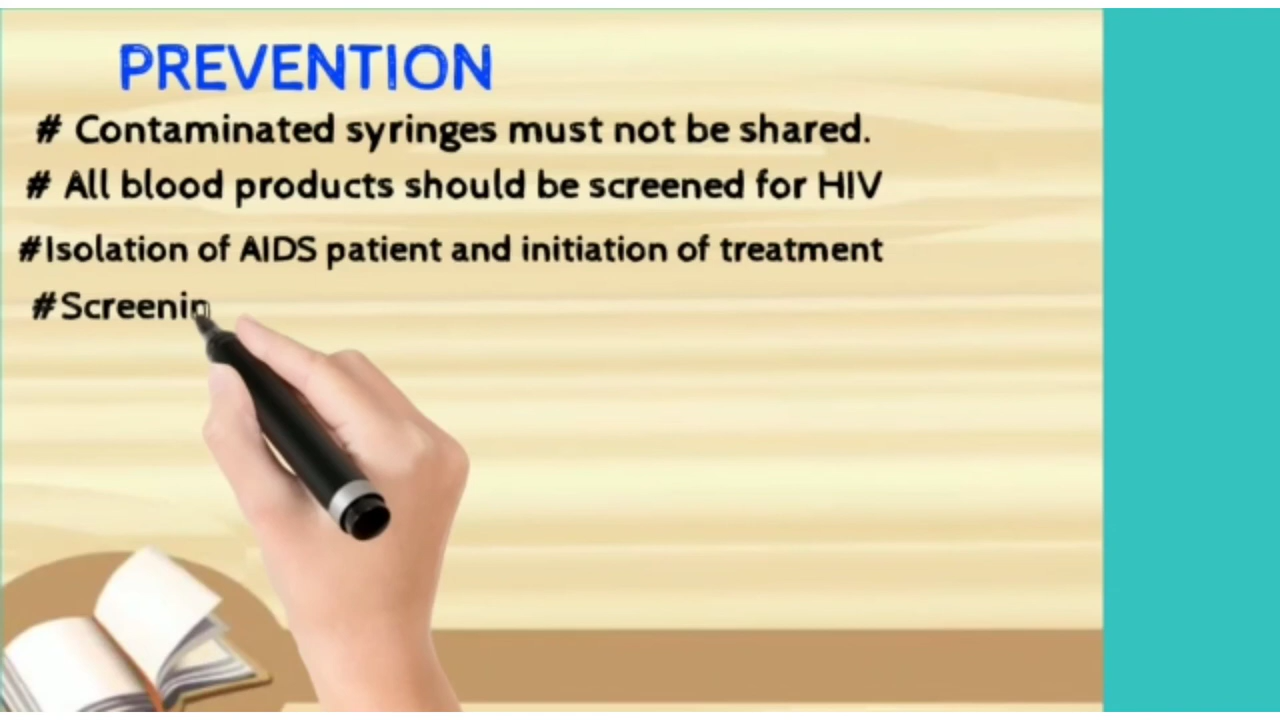 PREVENTION
# Contaminated syringes must not be shared.
# All blood products should be screened for HIV
#Isolation of AIDS patient and initiation of treatment
#Screenin